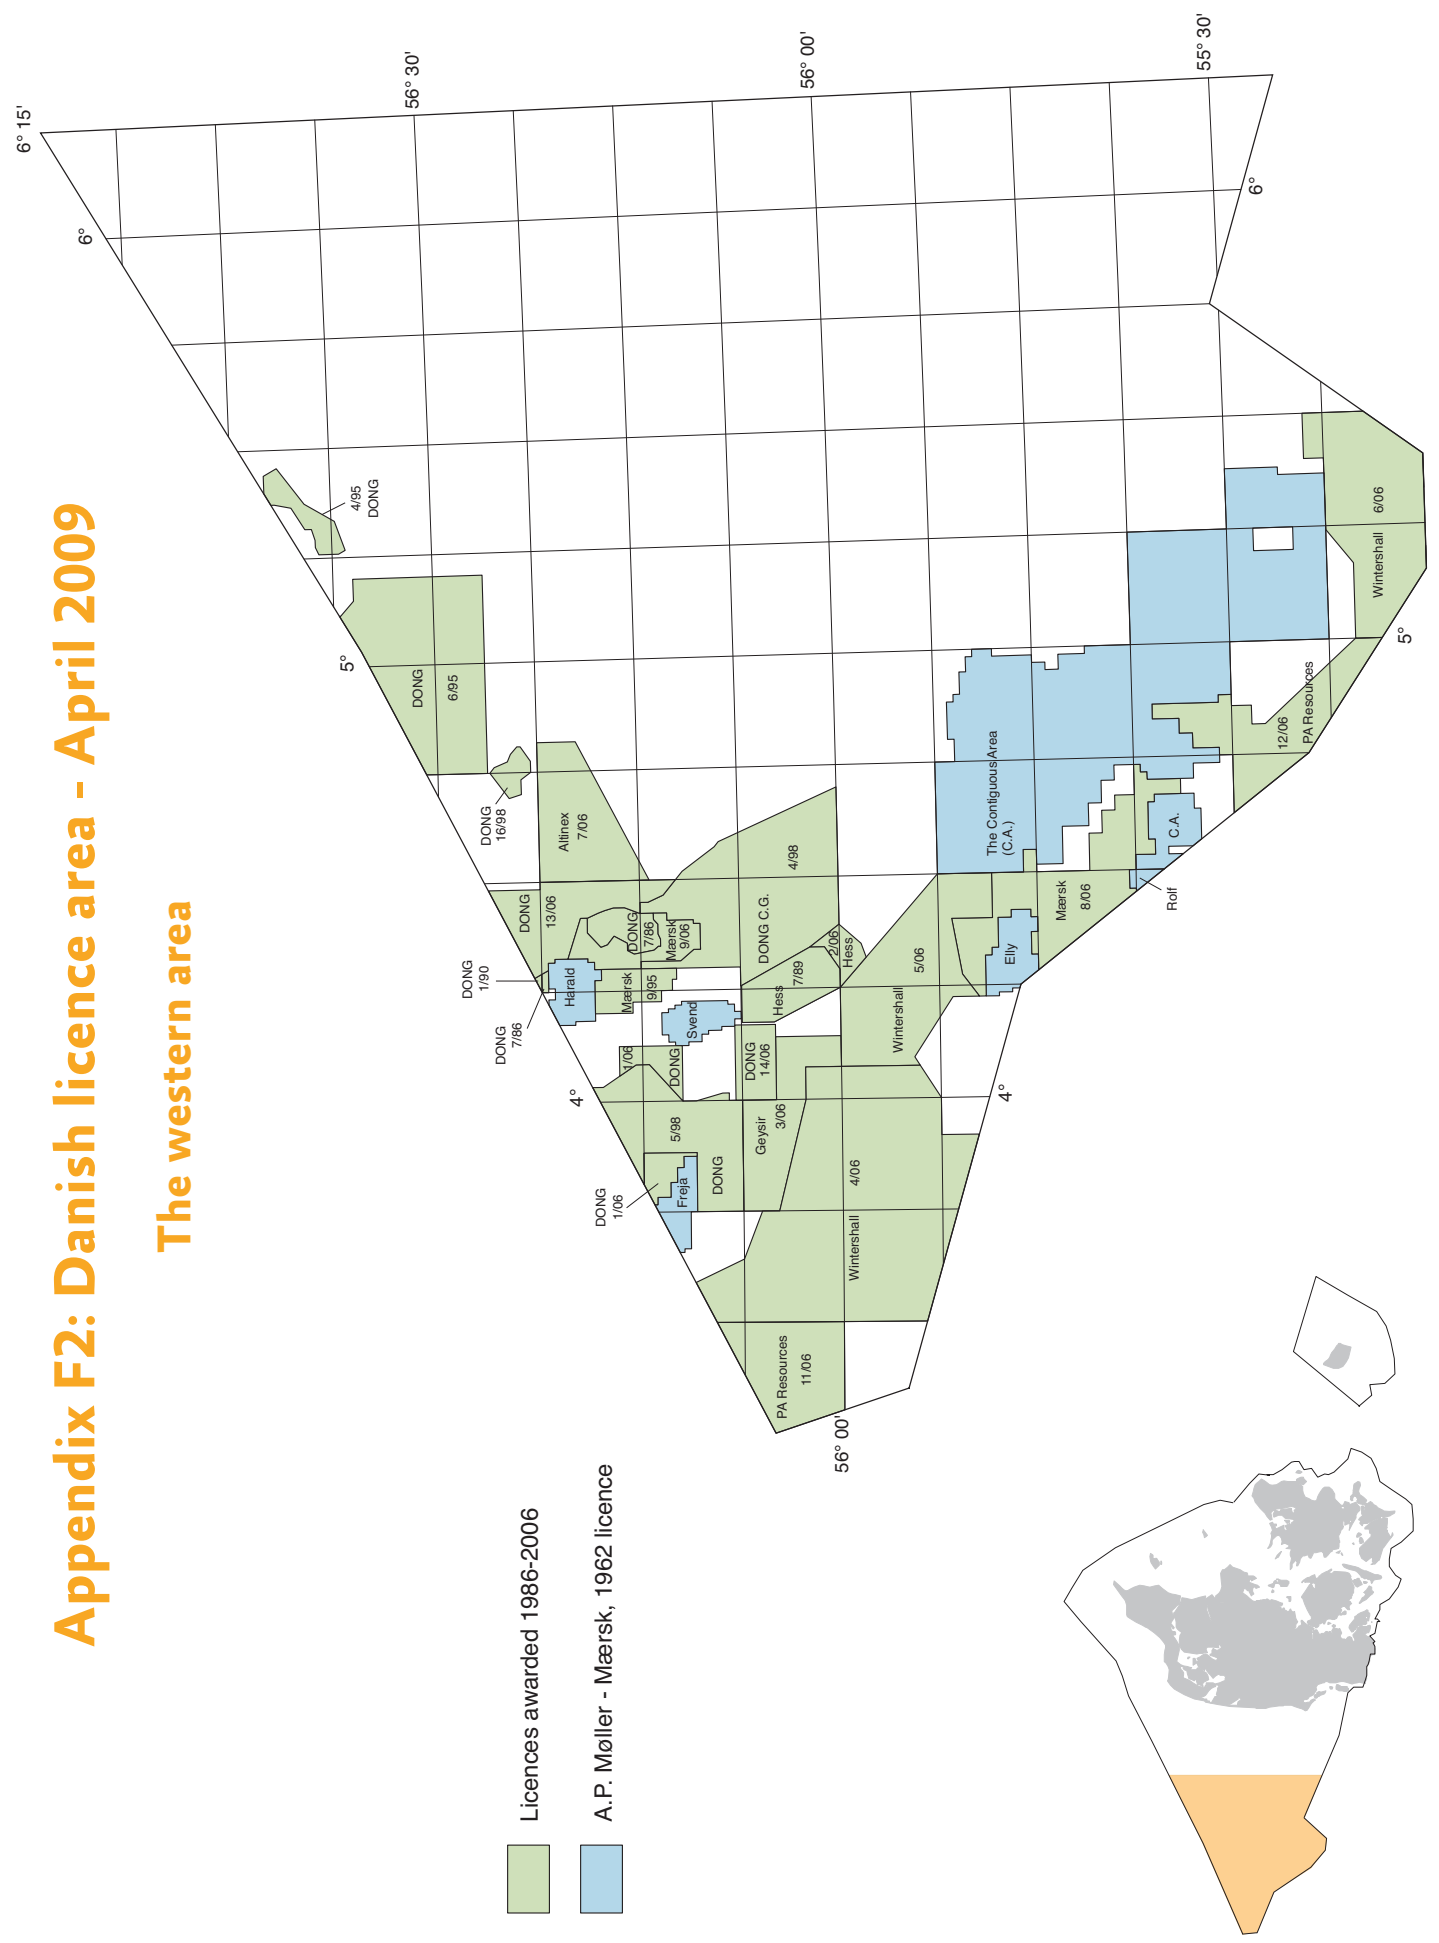 Appendix F2: Danish licence area - April 2009
The western area
6° 15'
6°
5°
56° 30'
56° 00'
55° 30'
6°
4/95
DONG
DONG
6/95
DONG
16/98
Altinex
7/06
DONG
13/06
DONG
1/90
DONG
7/86
Harald
DONG
7/86
Mærsk
9/06
Mærsk
9/95
Svend
DONG C.G.
4/98
Hess
7/89
2/06
Hess
1/06
DONG
DONG
14/06
4°
5/98
DONG
DONG
1/06
Freja
Geysir
3/06
Wintershall
5/06
Wintershall
4/06
PA Resources
11/06
56° 00'
4°
The Contiguous Area
(C.A.)
C.A.
Rolf
Mærsk
8/06
Elly
12/06
PA Resources
Wintershall
6/06
5°
Licences awarded 1986-2006
A.P. Møller - Mærsk, 1962 licence